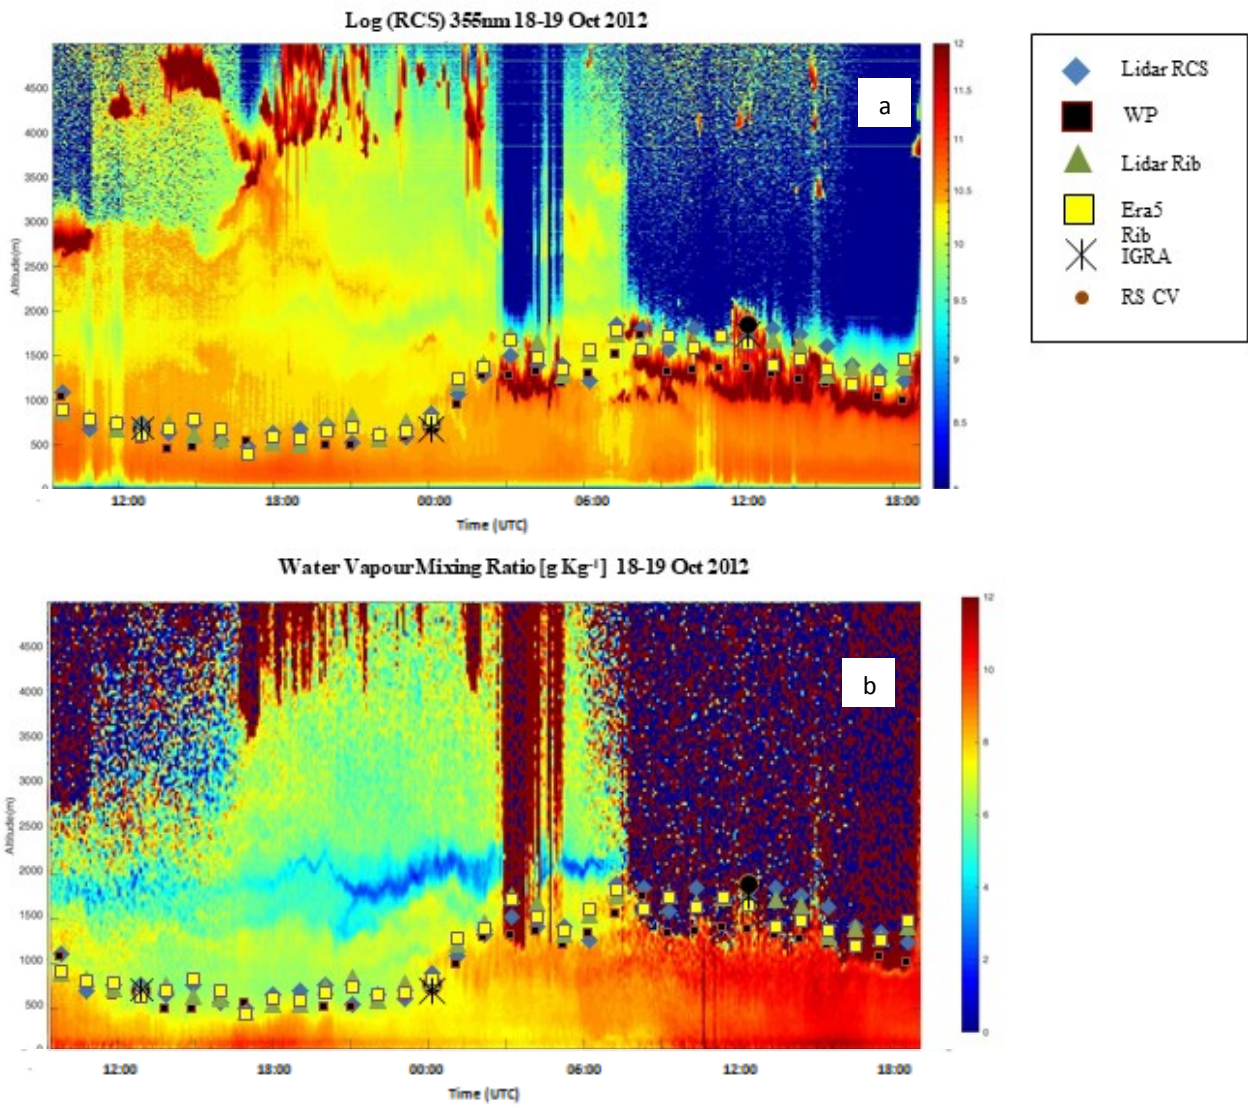 Log (RCS) 355nm 18-19 Oct 2012
a
Altitude(m)
4500
4000
3500
3000
2500
2000
1500
1000
500
0
12:00 18:00 00:00 06:00 12:00 18:00
Time (UTC)
12
11.5
11
10.5
10
9.5
9
8.5
Lidar RCS
WP
Lidar Rib
Era5
Rib
IGRA
RS CV
Water Vapour Mixing Ratio [g Kg⁻¹] 18-19 Oct 2012
b
Altitude(m)
4500
4000
3500
3000
2500
2000
1500
1000
500
0
12:00 18:00 00:00 06:00 12:00 18:00
Time (UTC)
12
10
8
6
4
2
0